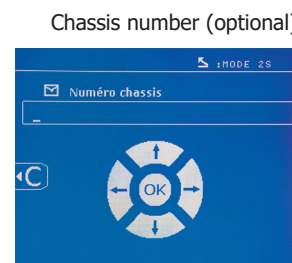 Chassis number (optional)
:MODE 2S
Numéro chassis
_
C
OK